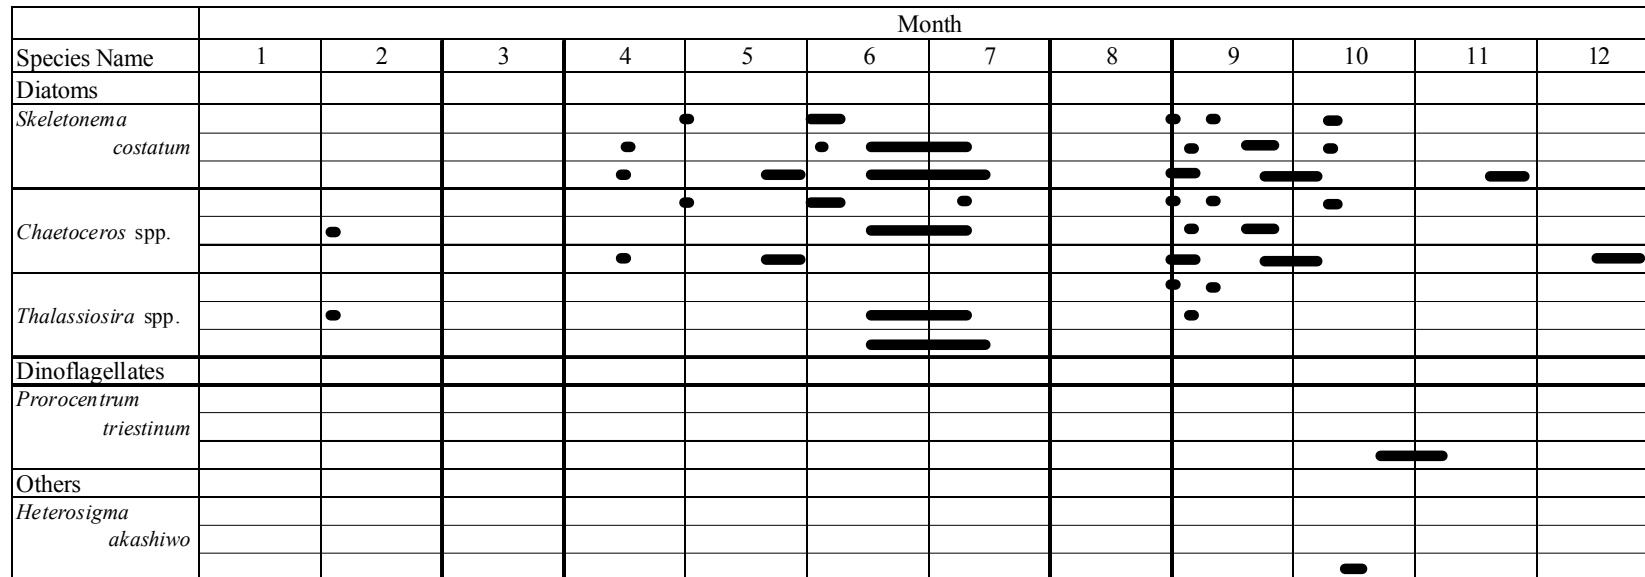 Month
Species Name 1 2 3 4 5 6 7 8 9 10 11 12
Diatoms
Skeletonema
costatum
Chaetoceros spp.
Thalassiosira spp.
Dinoflagellates
Prorocentrum
triestinum
Others
Heterosigma
akashiwo